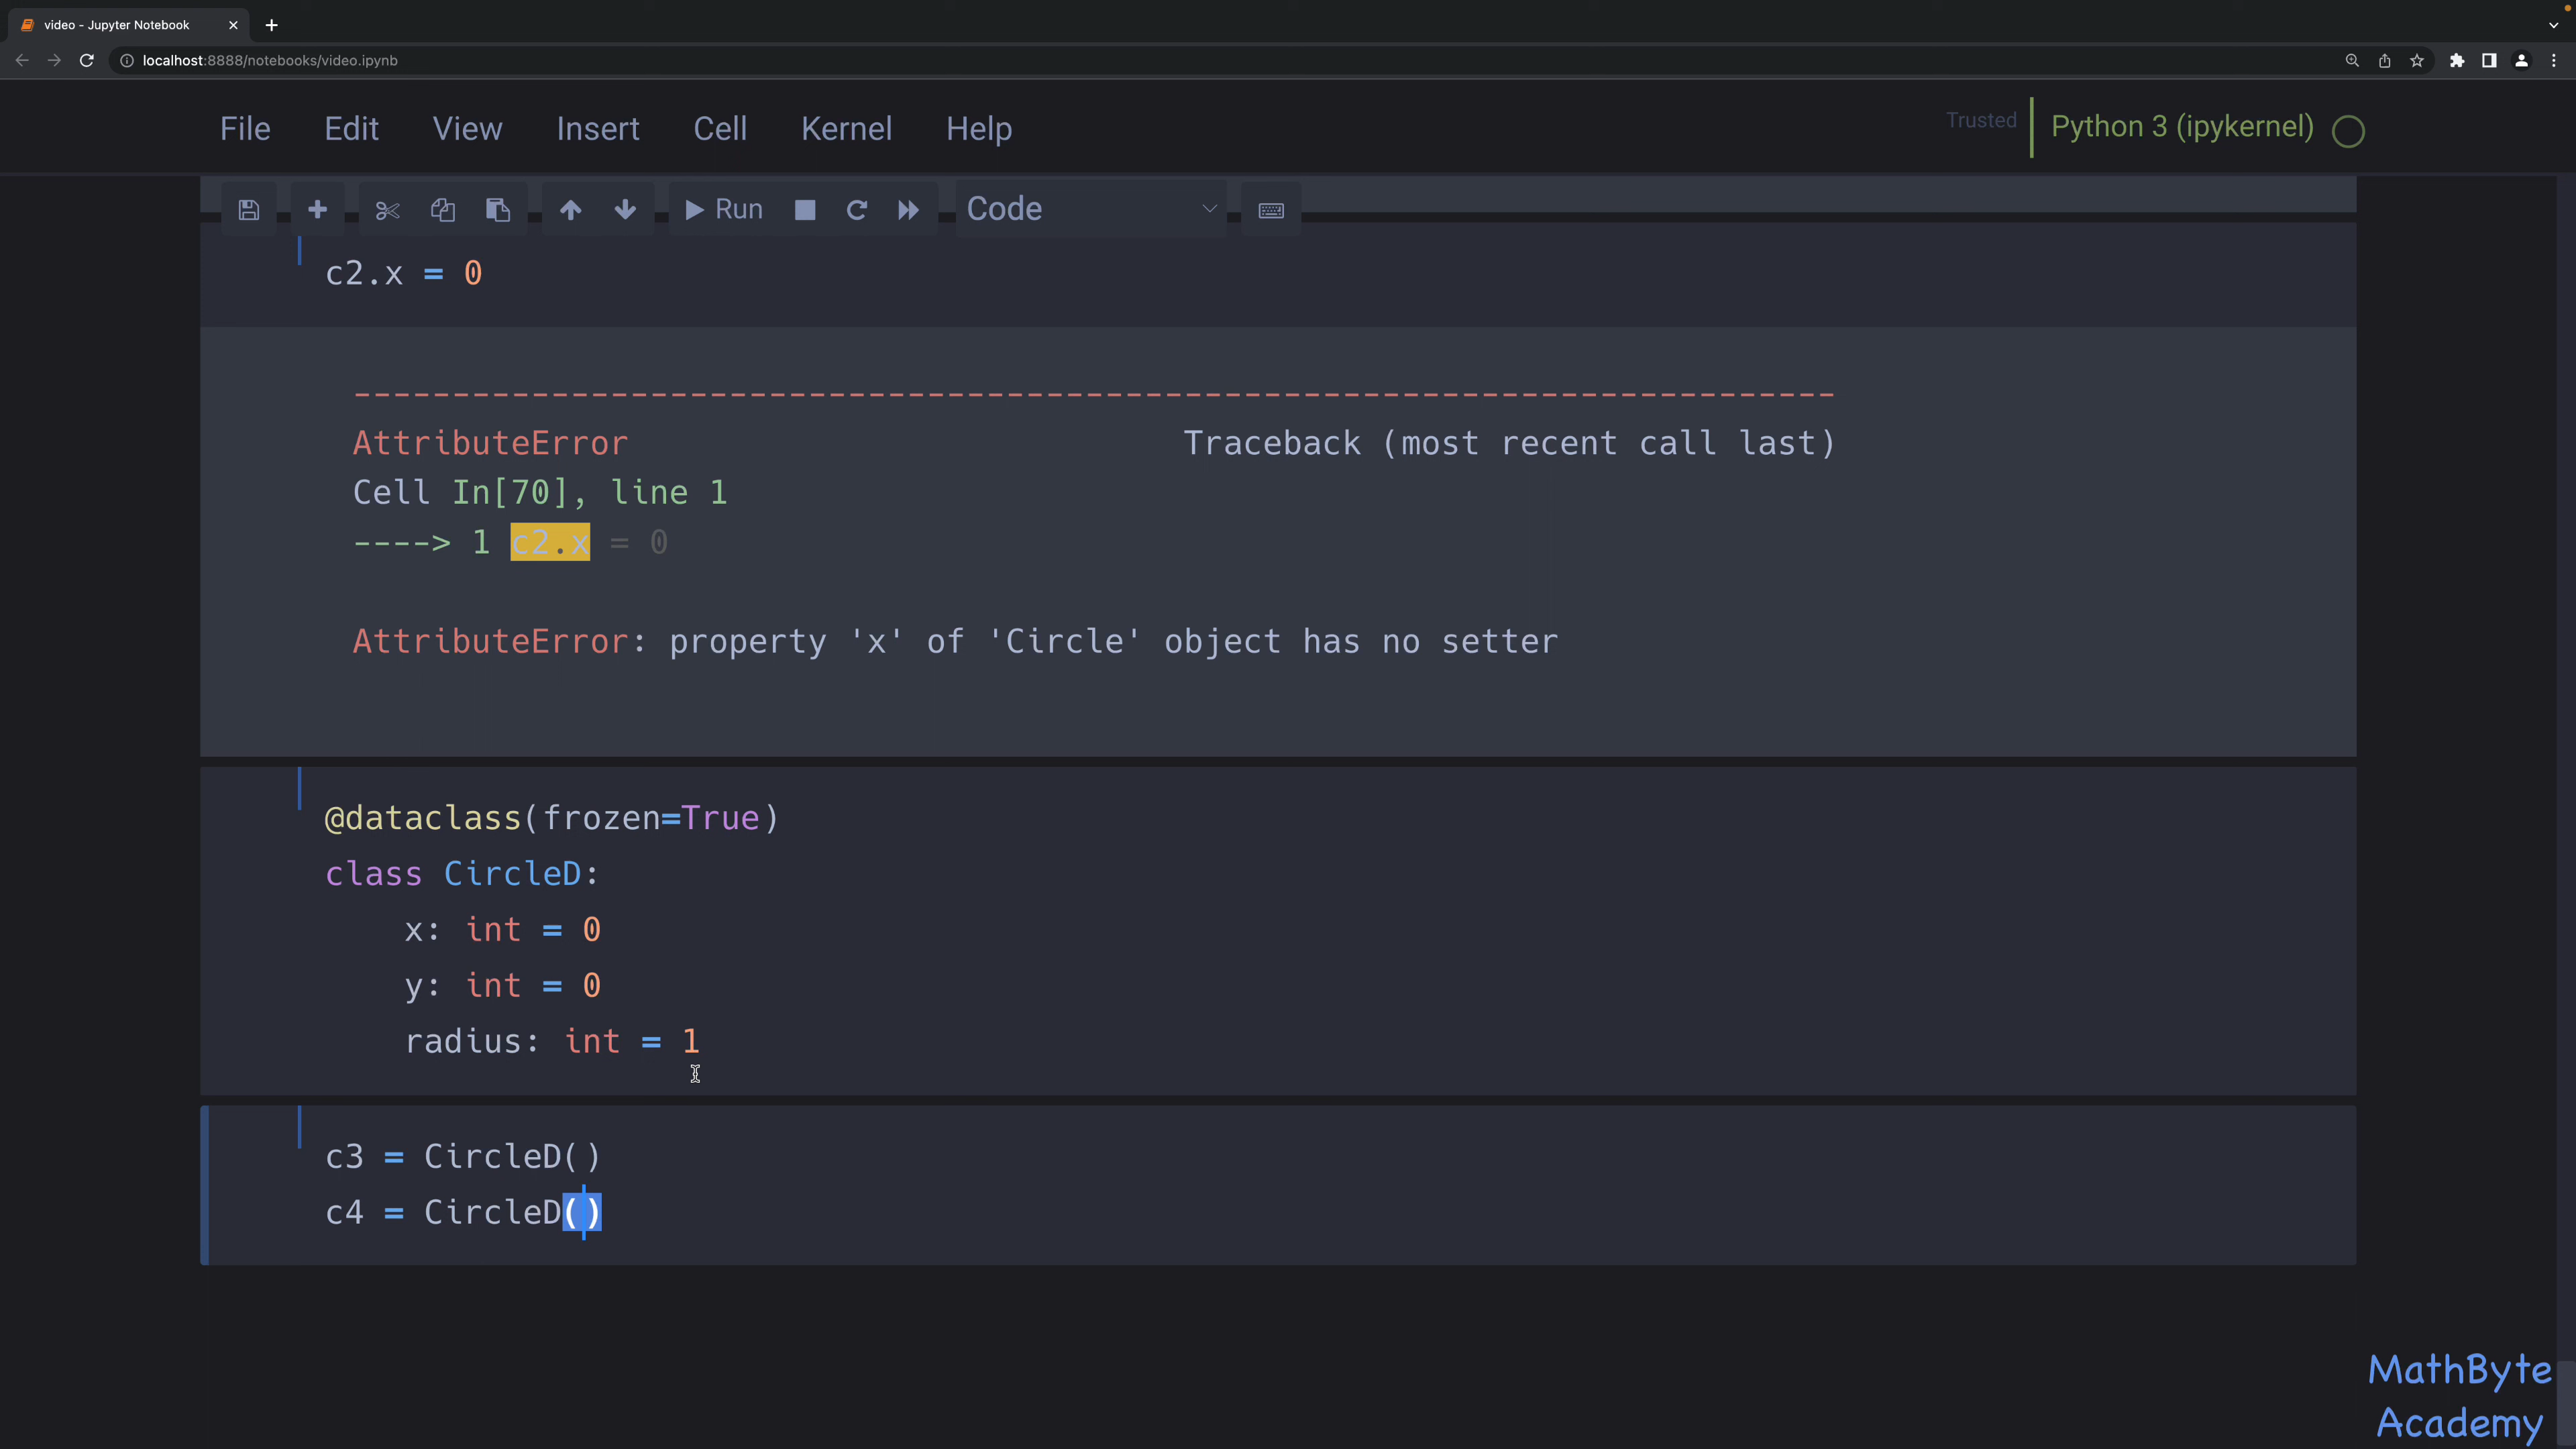 video - Jupyter Notebook
localhost:8888/notebooks/video.ipynb
File Edit View Insert Cell Kernel Help
Trusted Python 3 (ipykernel)
Run Code
c2.x = 0
---------------------------------------------------------------------------
AttributeError Traceback (most recent call last)
Cell In[70], line 1
----> 1 c2.x = 0
AttributeError: property 'x' of 'Circle' object has no setter
@dataclass(frozen=True)
class CircleD:
x: int = 0
y: int = 0
radius: int = 1
c3 = CircleD()
c4 = CircleD()
MathByte
Academy